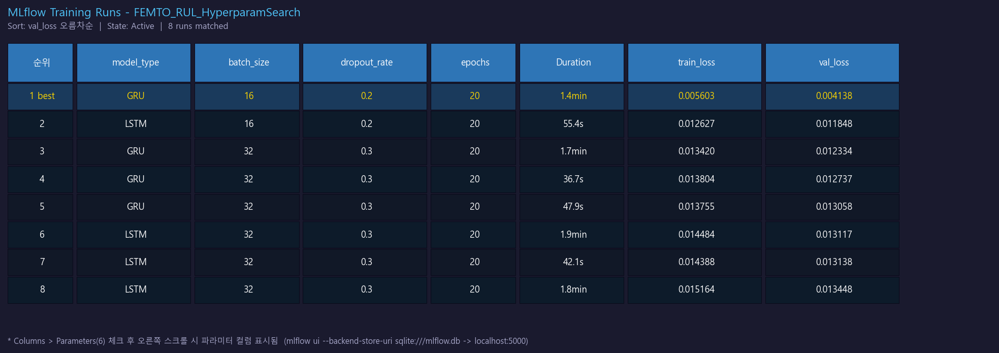 MLflow Training Runs - FEMTO_RUL_HyperparamSearch
Sort: val_loss 오름차순 | State: Active | 8 runs matched
순위 model_type batch_size dropout_rate epochs Duration train_loss val_loss
1 best GRU 16 0.2 20 1.4min 0.005603 0.004138
2 LSTM 16 0.2 20 55.4s 0.012627 0.011848
3 GRU 32 0.3 20 1.7min 0.013420 0.012334
4 GRU 32 0.3 20 36.7s 0.013804 0.012737
5 GRU 32 0.3 20 47.9s 0.013755 0.013058
6 LSTM 32 0.3 20 1.9min 0.014484 0.013117
7 LSTM 32 0.3 20 42.1s 0.014388 0.013138
8 LSTM 32 0.3 20 1.8min 0.015164 0.013448
* Columns > Parameters(6) 체크 후 오른쪽 스크롤 시 파라미터 컬럼 표시됨 (mlflow ui --backend-store-uri sqlite:///mlflow.db -> localhost:5000)